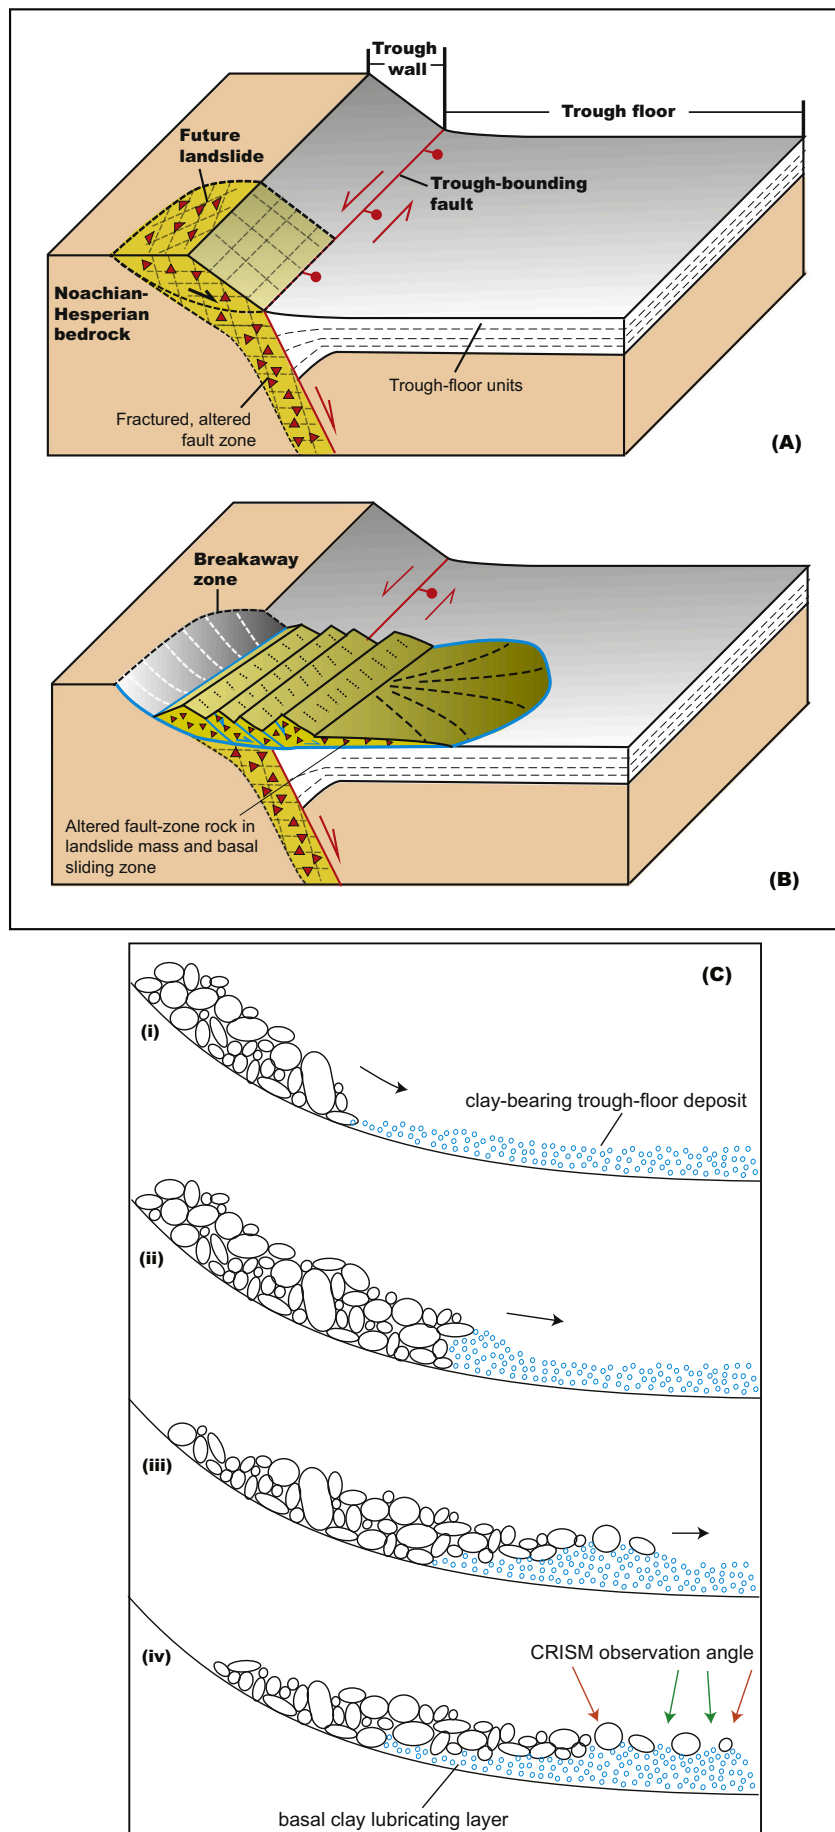 Trough
wall
Trough floor
Future
landslide
Trough-bounding
fault
Noachian-
Hesperian
bedrock
Trough-floor units
Fractured, altered
fault zone
(A)
Breakaway
zone
Altered fault-zone rock in
landslide mass and basal
sliding zone
(B)
(C)
(i)
clay-bearing trough-floor deposit
(ii)
(iii)
(iv)
CRISM observation angle
basal clay lubricating layer